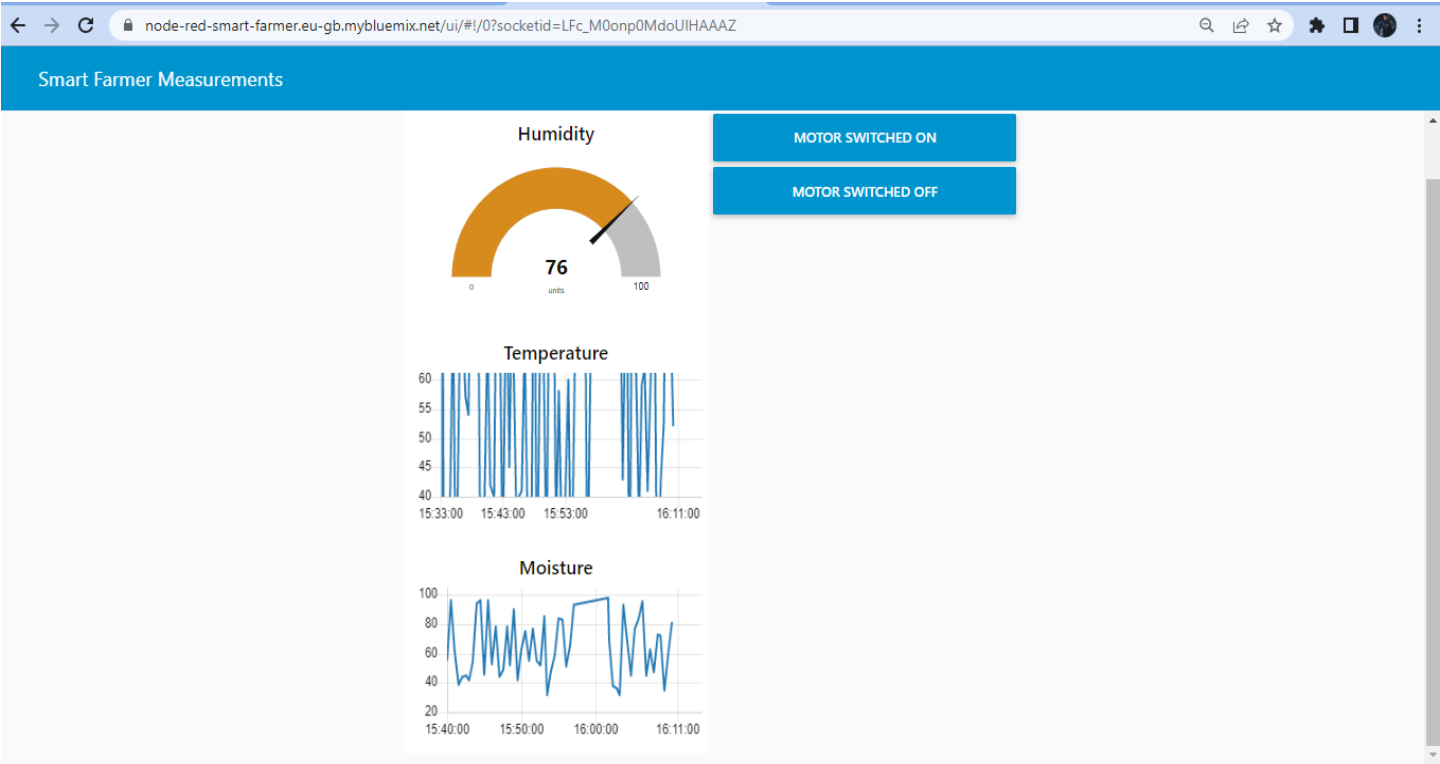 node-red-smart-farmer.eu-gb.mybluemix.net/ui/#!/0?socketid=LFc_M0onp0MdoUIHAAAZ
Smart Farmer Measurements
Humidity
76
units
0
100
MOTOR SWITCHED ON
MOTOR SWITCHED OFF
Temperature
60
55
50
45
40
15:33:00 15:43:00 15:53:00 16:11:00
Moisture
100
80
60
40
20
15:40:00 15:50:00 16:00:00 16:11:00